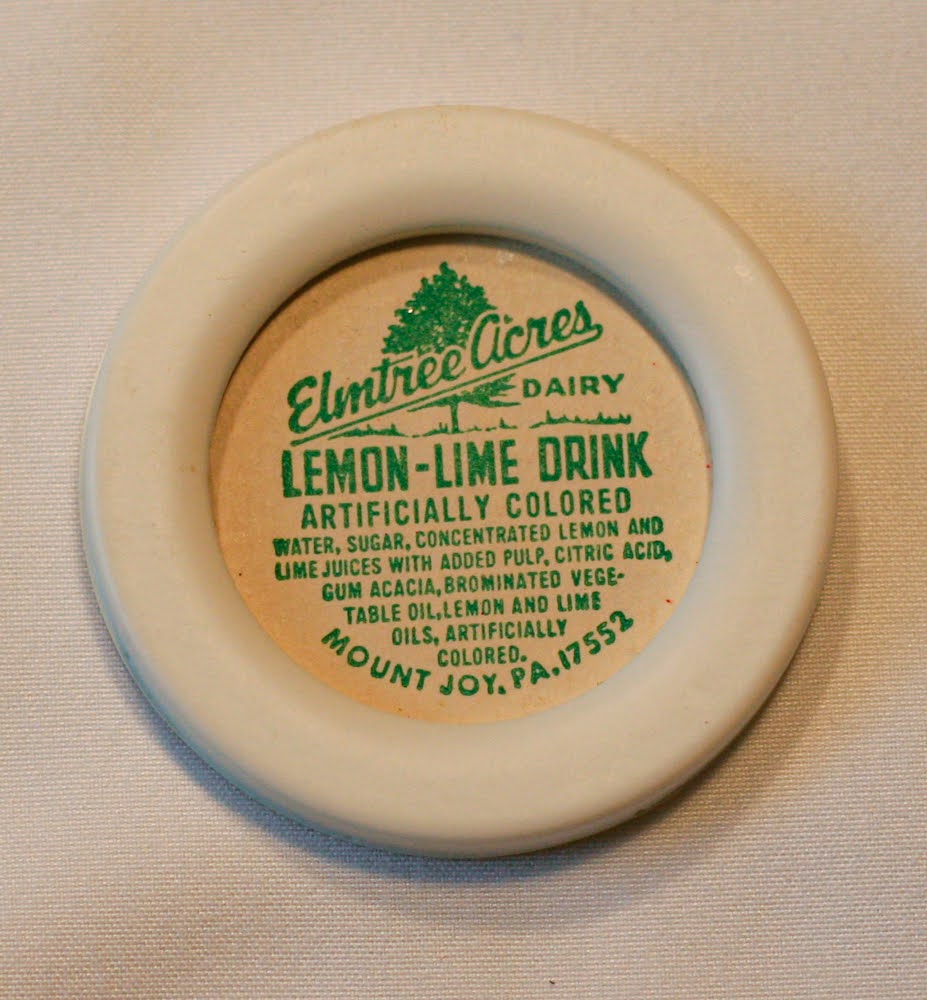 Elmtree Acres
DAIRY
LEMON-LIME DRINK
ARTIFICIALLY COLORED
WATER, SUGAR, CONCENTRATED LEMON AND
LIME JUICES WITH ADDED PULP, CITRIC ACID,
GUM ACACIA, BROMINATED VEGE-
TABLE OIL, LEMON AND LIME
OILS, ARTIFICIALLY
COLORED.
MOUNT JOY, PA. 17552